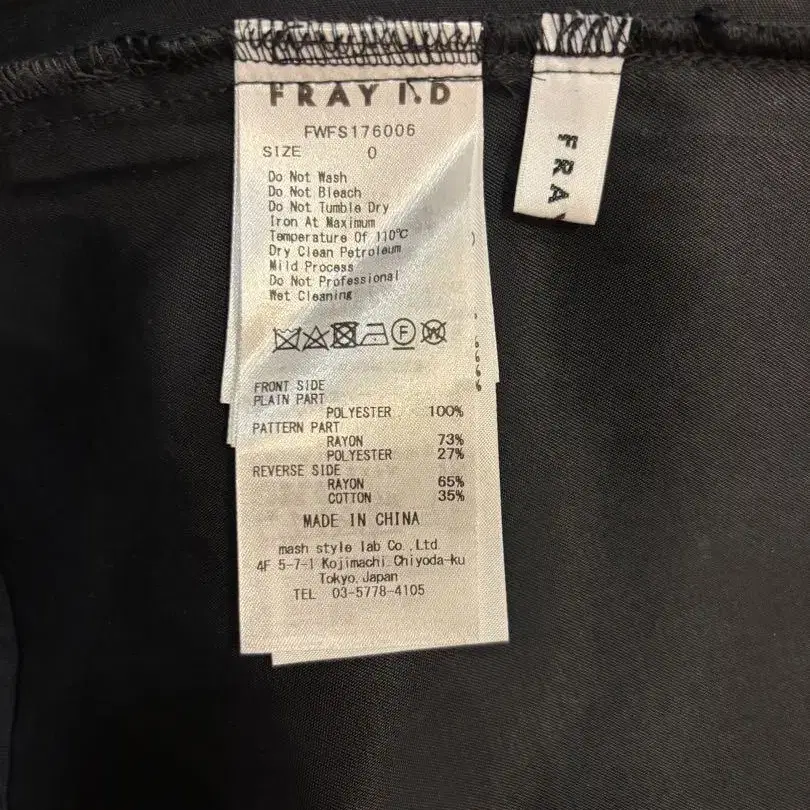 FRAY I.D
FWFS176006
SIZE 0
Do Not Wash
Do Not Bleach
Do Not Tumble Dry
Iron At Maximum
Temperature Of 110℃
Dry Clean Petroleum
Mild Process
Do Not Professional
Wet Cleaning
F W
FRONT SIDE
PLAIN PART
POLYESTER 100%
PATTERN PART
RAYON 73%
POLYESTER 27%
REVERSE SIDE
RAYON 65%
COTTON 35%
MADE IN CHINA
mash style lab Co.,Ltd.
4F 5-7-1 Kojimachi Chiyoda-ku
Tokyo,Japan
TEL 03-5778-4105
FRAY